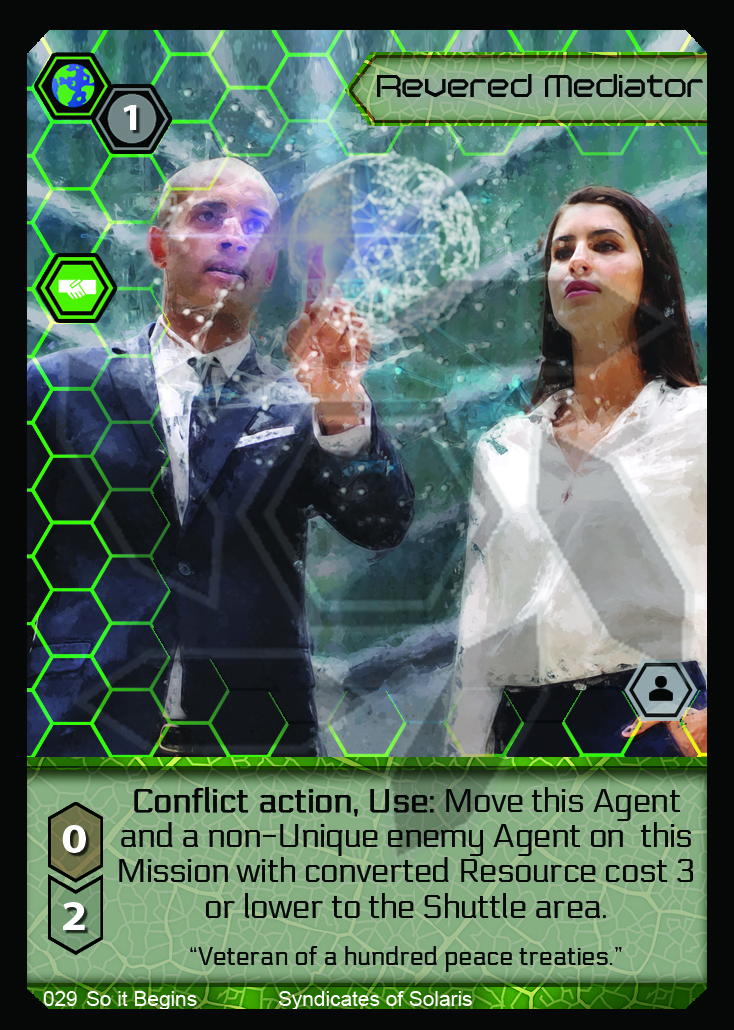 Revered Mediator
1
Conflict action, Use: Move this Agent
and a non-Unique enemy Agent on this
Mission with converted Resource cost 3
or lower to the Shuttle area.
0
2
“Veteran of a hundred peace treaties.”
029 So it Begins Syndicates of Solaris